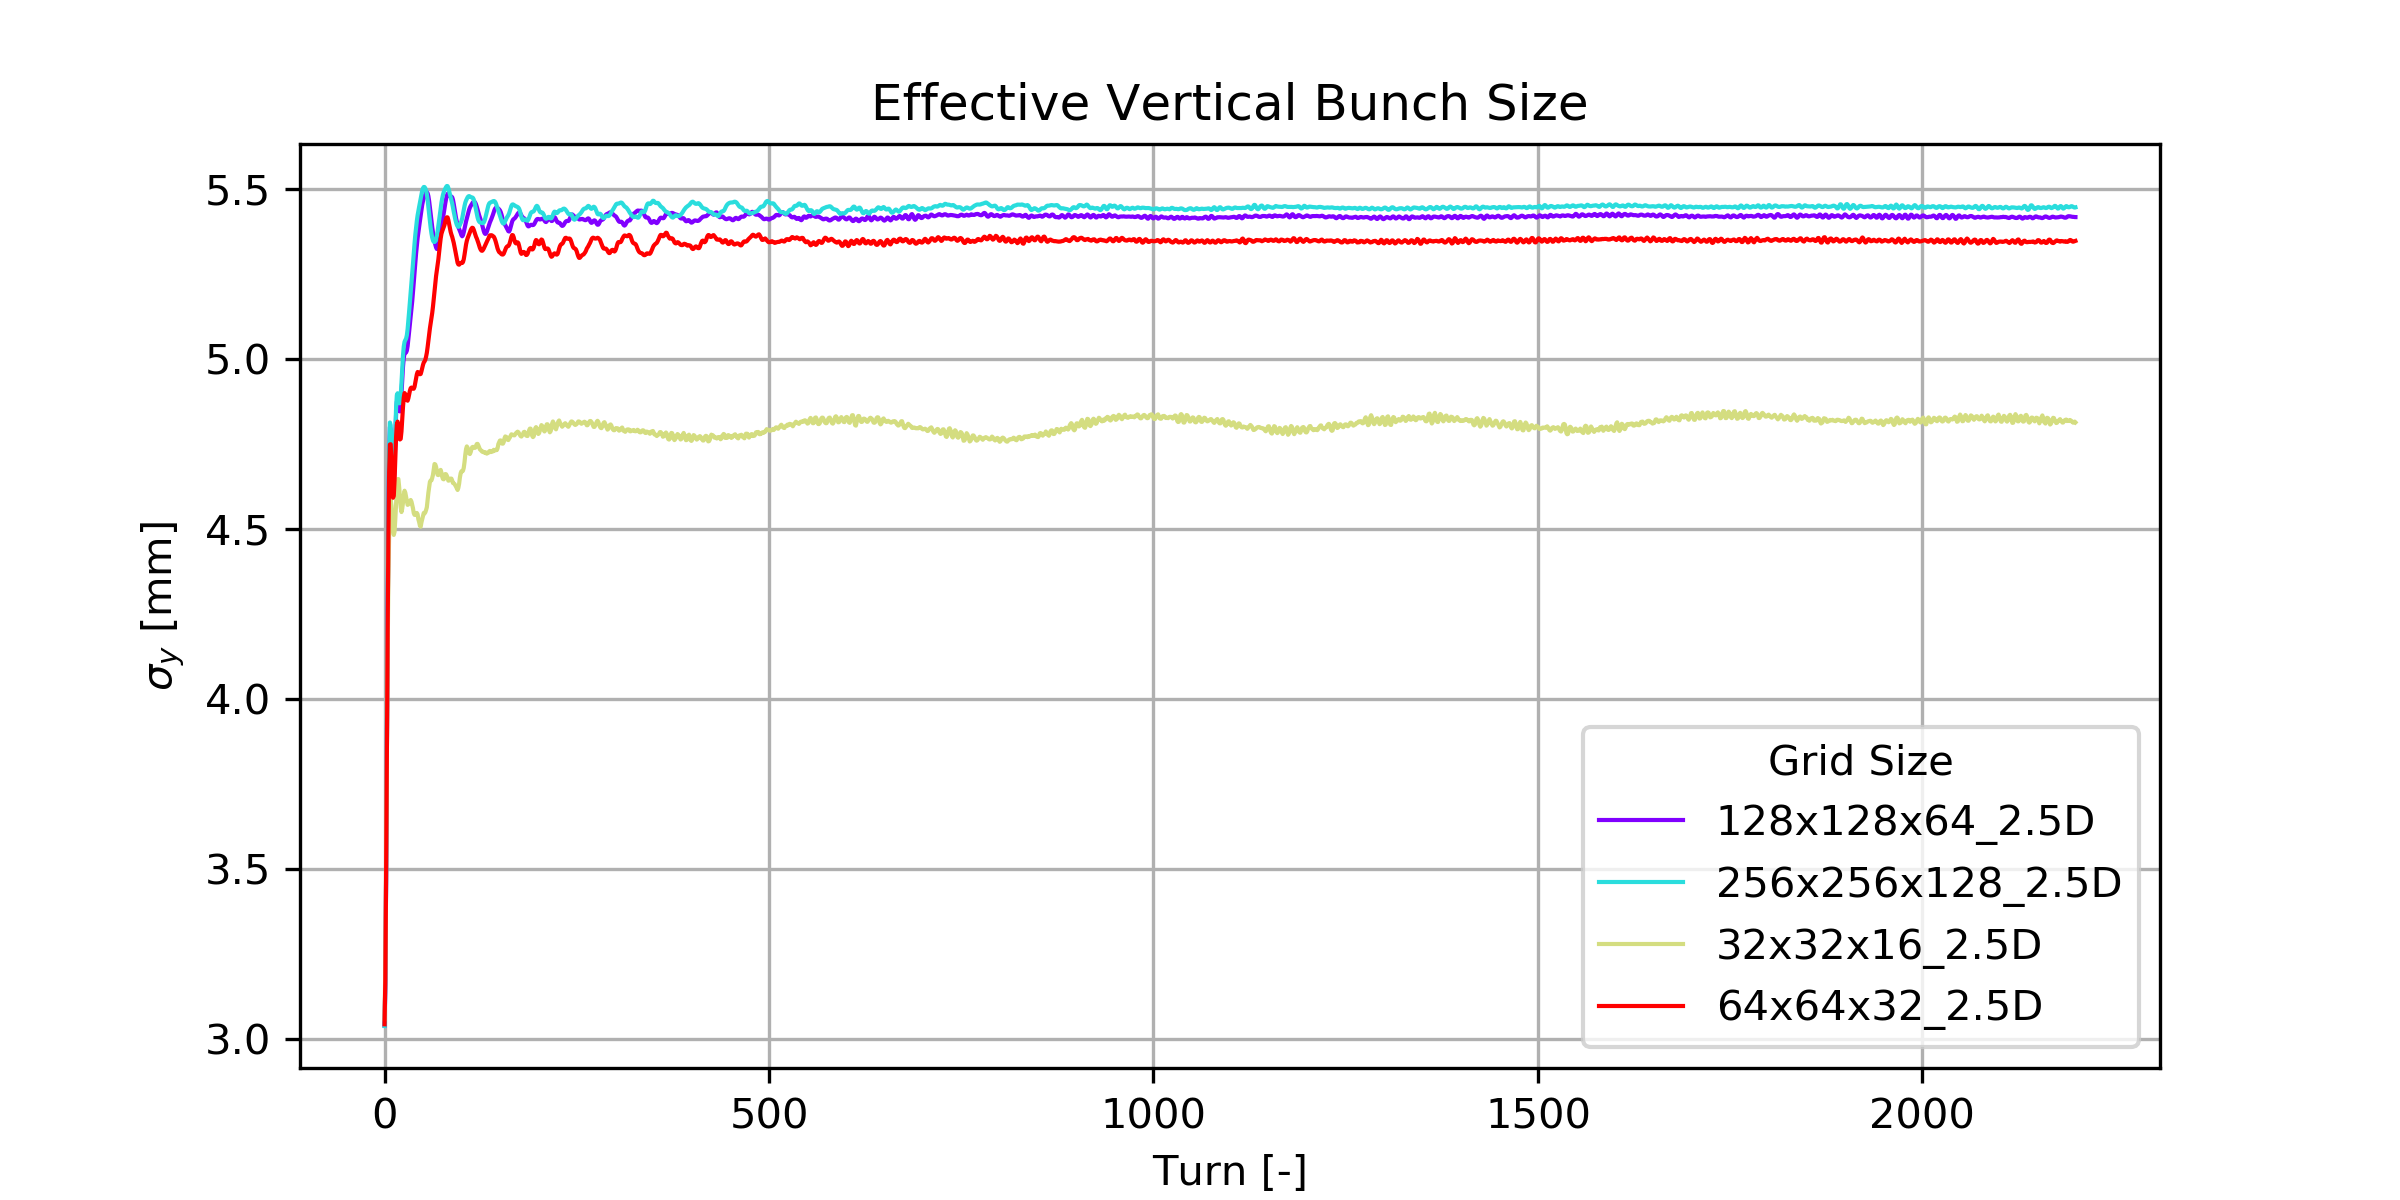 Effective Vertical Bunch Size
5.5
5.0
4.5
4.0
3.5
3.0
σy [mm]
0 500 1000 1500 2000
Turn [-]
Grid Size
128x128x64_2.5D
256x256x128_2.5D
32x32x16_2.5D
64x64x32_2.5D